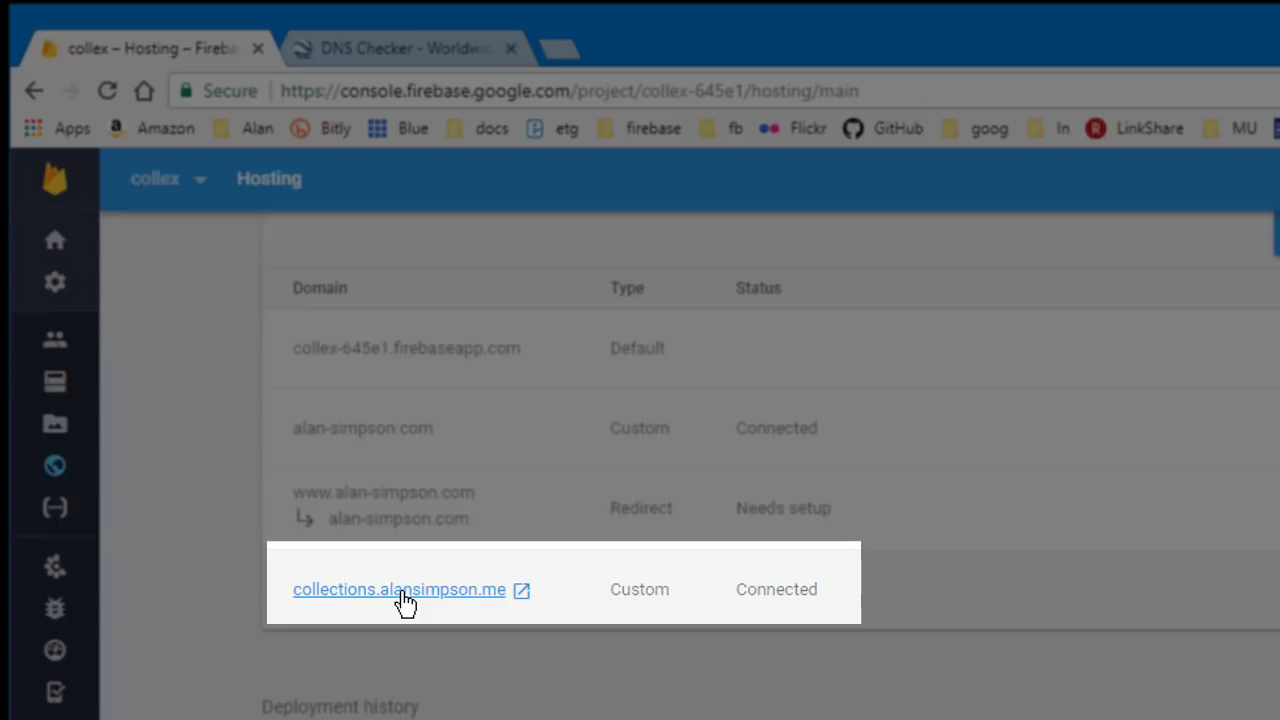 collex – Hosting – Fireba
DNS Checker - Worldwi
Secure https://console.firebase.google.com/project/collex-645e1/hosting/main
Apps Amazon Alan Bitly Blue docs etg firebase fb Flickr GitHub goog In LinkShare MU
collex Hosting
Domain Type Status
collex-645e1.firebaseapp.com Default
alan-simpson.com Custom Connected
www.alan-simpson.com
alan-simpson.com Redirect Needs setup
collections.alansimpson.me Custom Connected
Deployment history